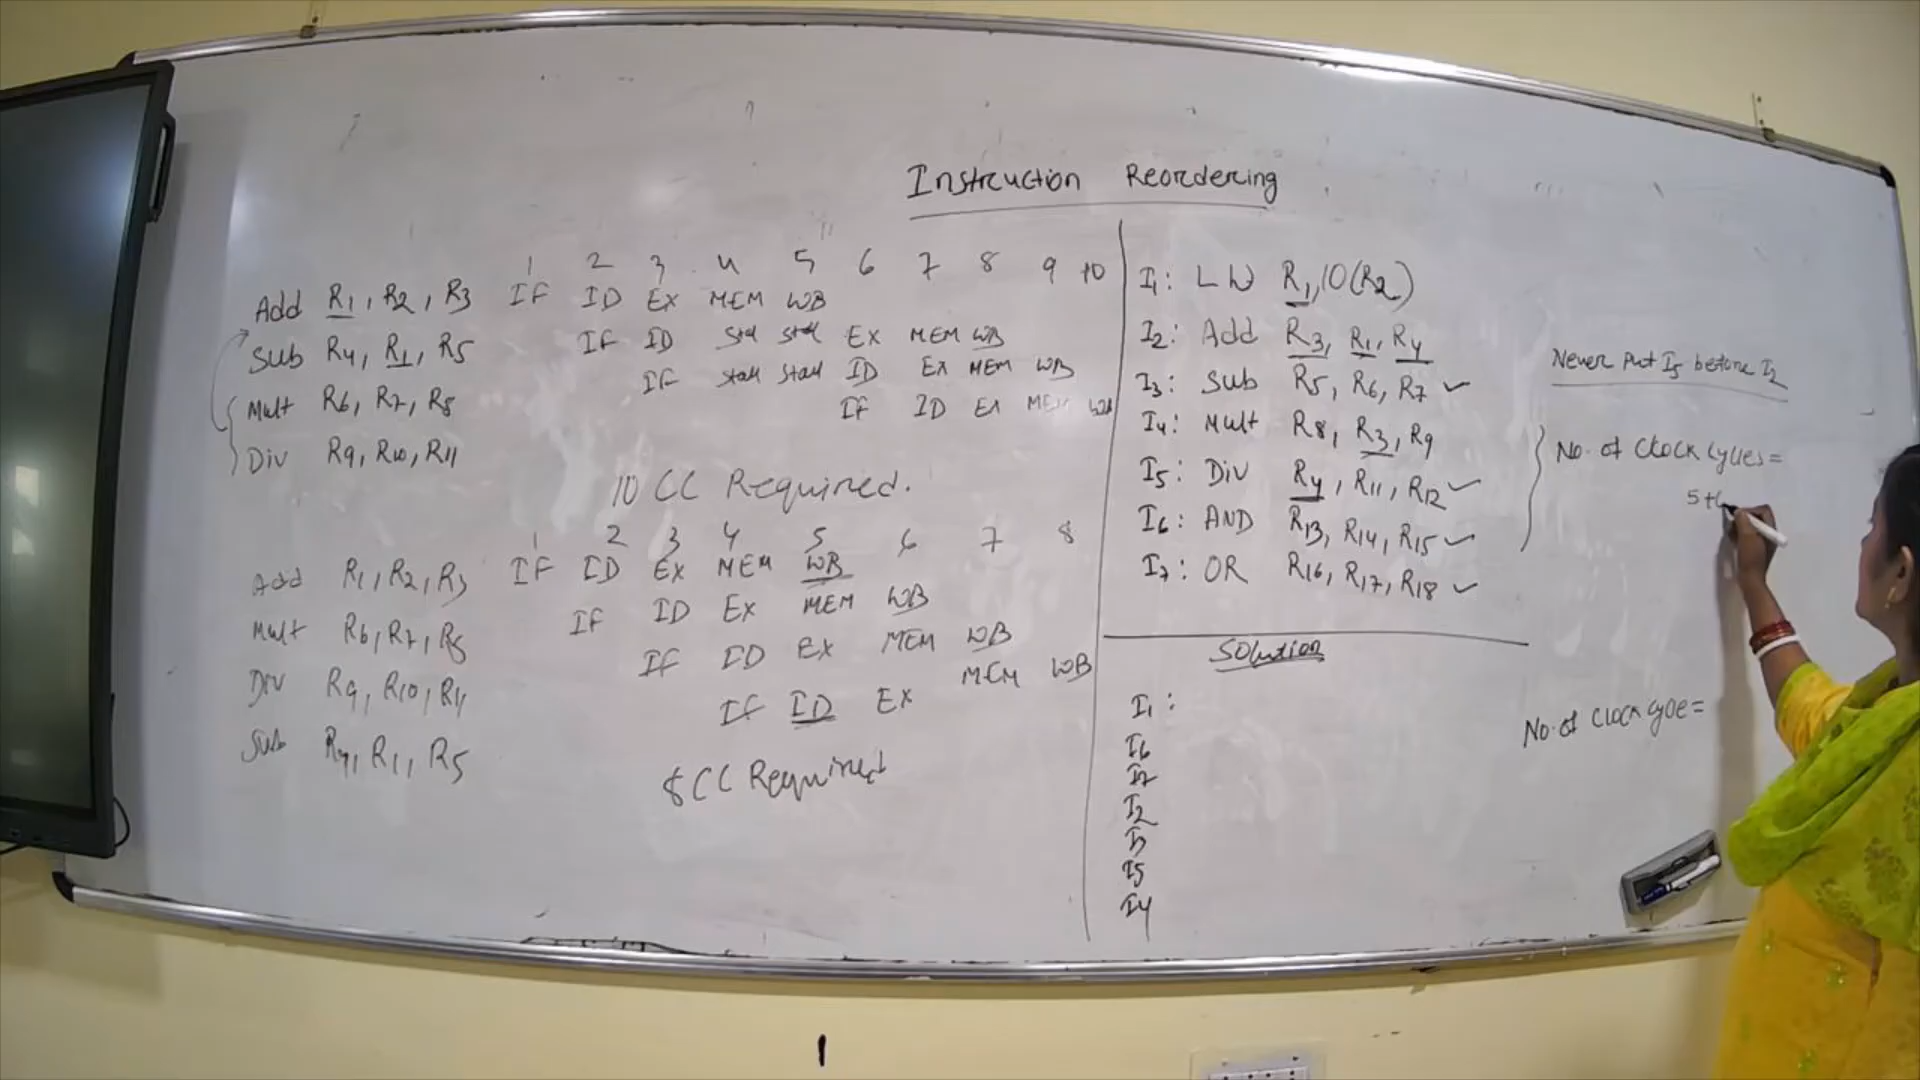 Instruction Reordering
1 2 3 4 5 6 7 8 9 10
Add R1, R2, R3 IF ID EX MEM WB
Sub R4, R1, R5 IF ID Stall Stall EX MEM WB
Mult R6, R7, R8 IF Stall Stall ID EX MEM WB
Div R9, R10, R11 IF ID EX MEM WB
10 CC Required.
1 2 3 4 5 6 7 8
Add R1, R2, R3 IF ID EX MEM WB
Mult R6, R7, R8 IF ID EX MEM WB
Div R9, R10, R11 IF ID EX MEM WB
Sub R4, R1, R5 IF ID EX MEM WB
8 CC Required
I1: LW R1, 10(R2)
I2: Add R3, R1, R4
I3: Sub R5, R6, R7 ✓
I4: Mult R8, R3, R9
I5: Div R4, R11, R12 ✓
I6: AND R13, R14, R15 ✓
I7: OR R16, R17, R18 ✓
Never Put I5 before I2
No. of Clock Cycles =
5+
Solution
I1:
I6
I7
I2
I3
I5
I4
No. of Clock Cycle =